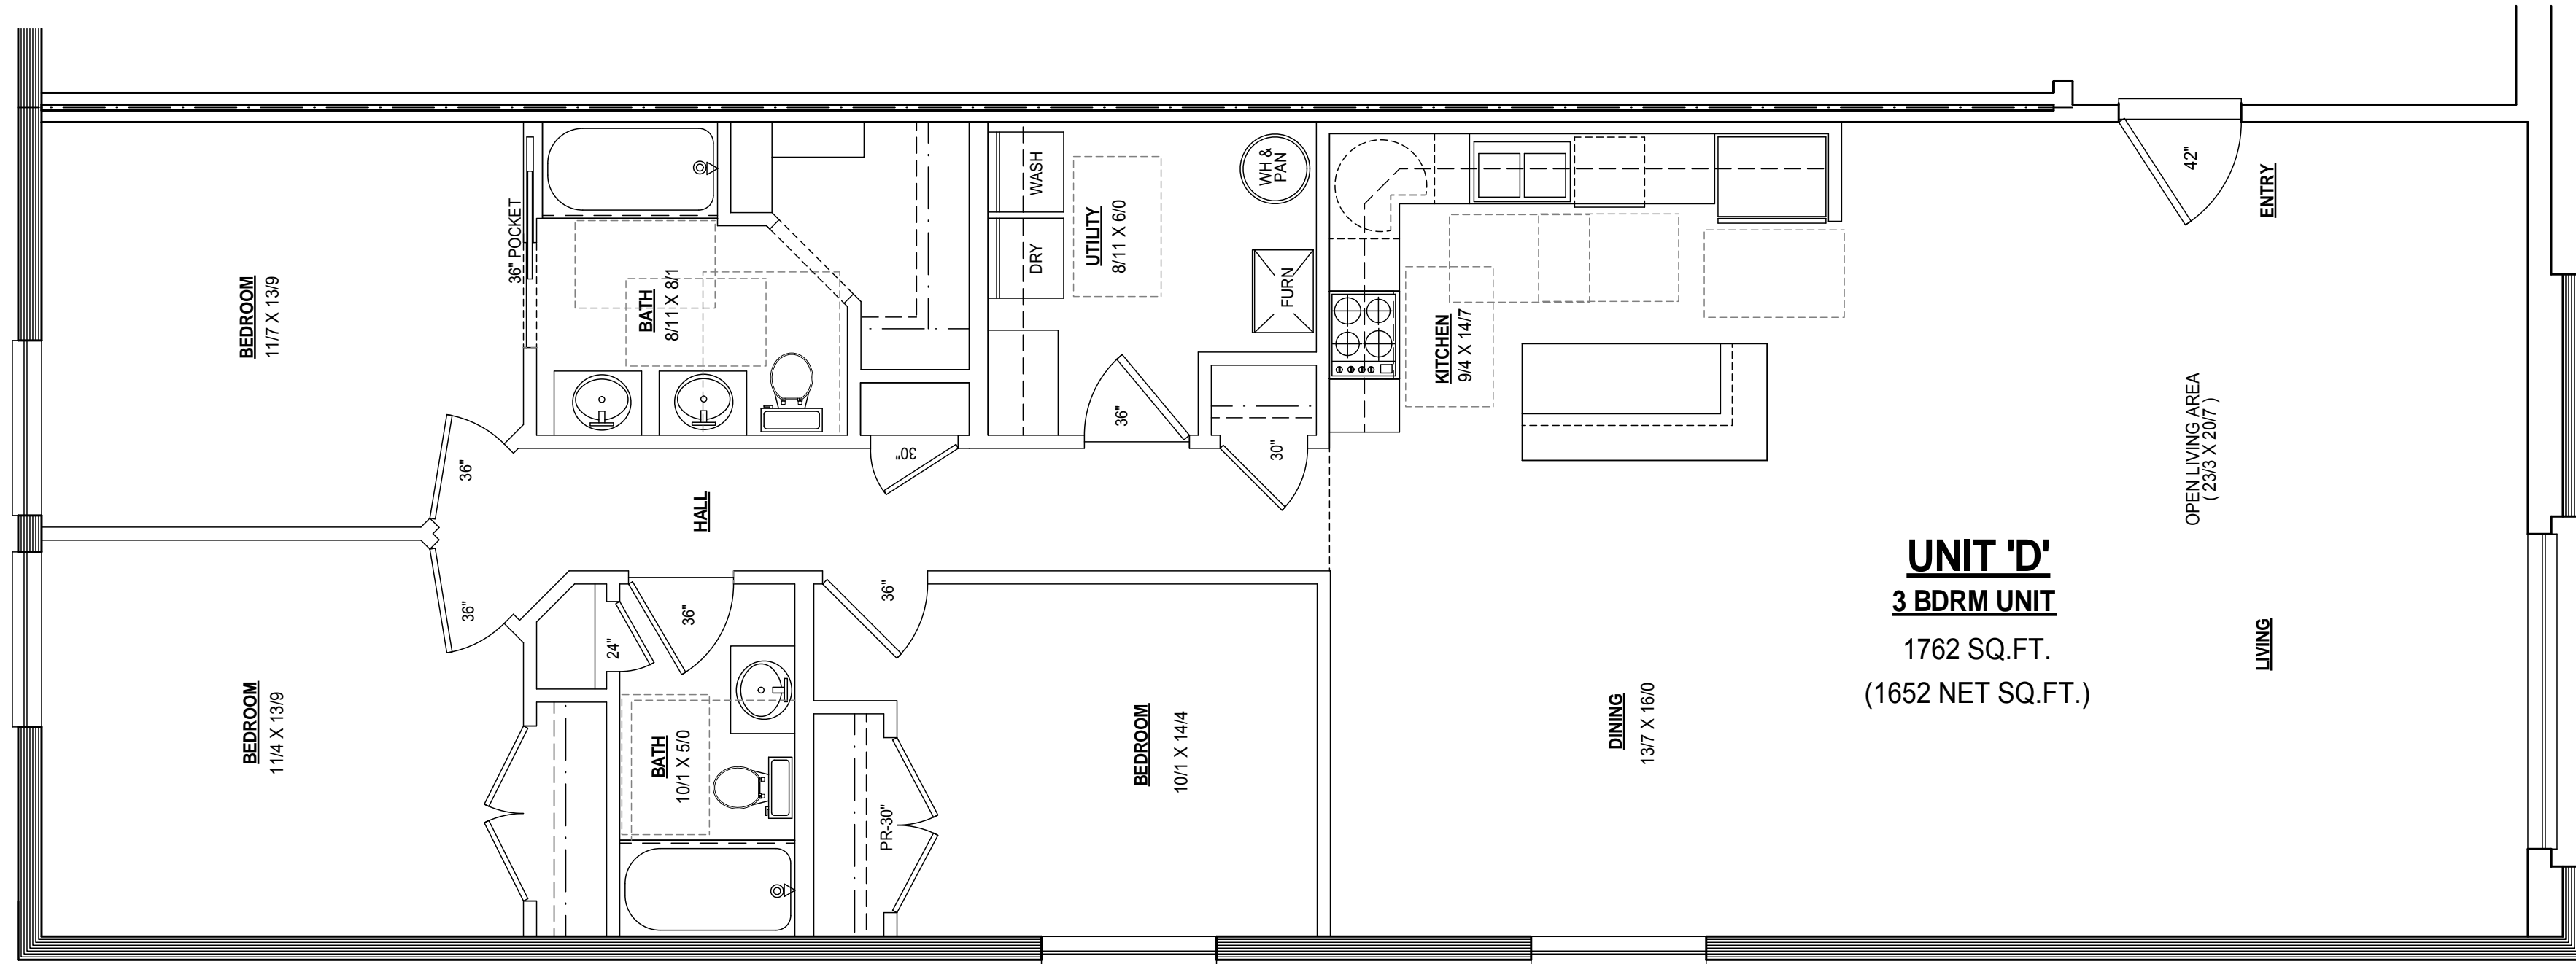 BEDROOM
11/7 X 13/9
36" POCKET
BATH
8/11 X 8/1
WASH
DRY
UTILITY
8/11 X 6/0
WH &
PAN
FURN
KITCHEN
9/4 X 14/7
42"
ENTRY
36"
36"
HALL
30"
36"
30"
OPEN LIVING AREA
( 23/3 X 20/7 )
UNIT 'D'
3 BDRM UNIT
1762 SQ.FT.
(1652 NET SQ.FT.)
LIVING
DINING
13/7 X 16/0
BEDROOM
11/4 X 13/9
24"
36"
BATH
10/1 X 5/0
36"
PR-30"
BEDROOM
10/1 X 14/4